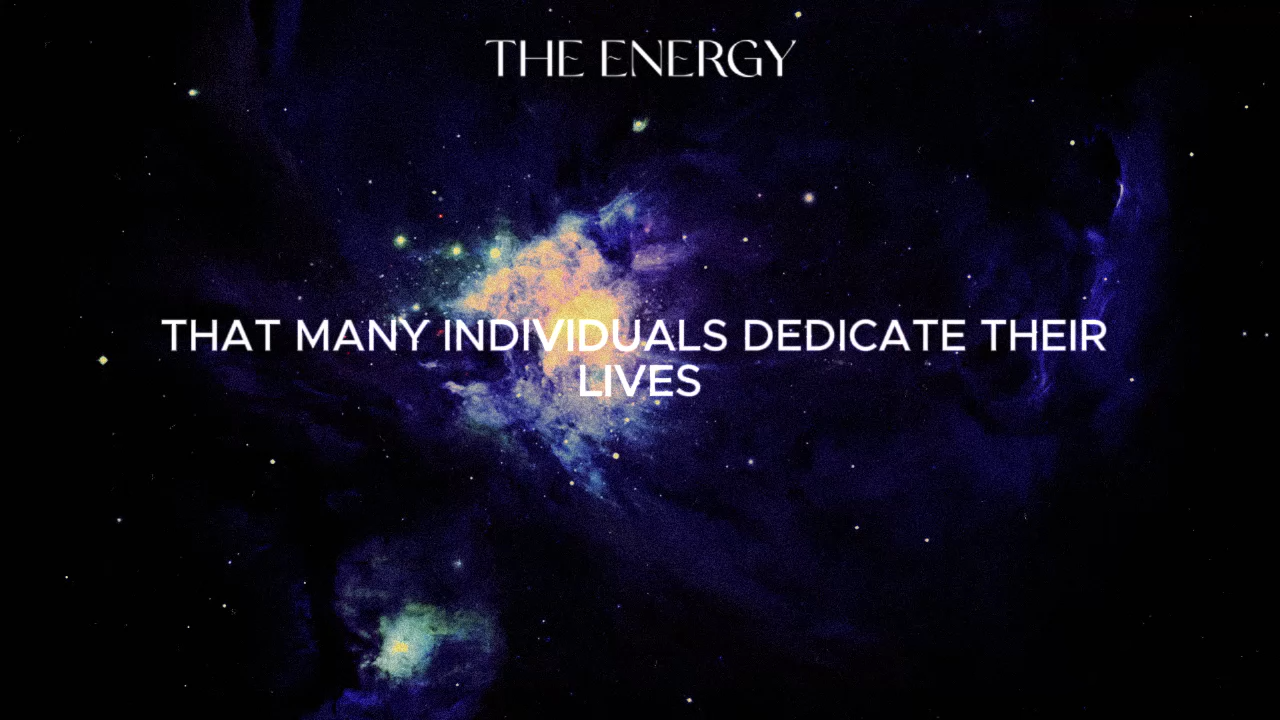 THE ENERGY
THAT MANY INDIVIDUALS DEDICATE THEIR
LIVES